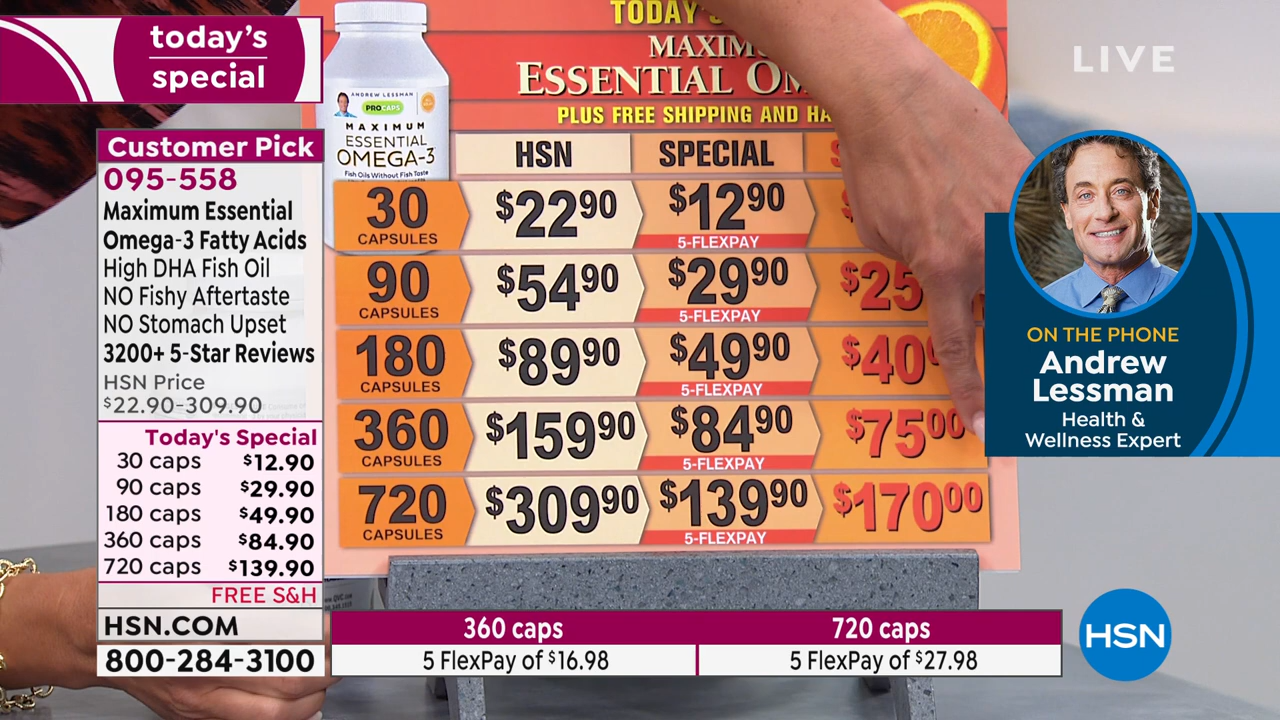 today's
special
Customer Pick
095-558
Maximum Essential
Omega-3 Fatty Acids
High DHA Fish Oil
NO Fishy Aftertaste
NO Stomach Upset
3200+ 5-Star Reviews
HSN Price
$22.90-309.90
Today's Special
30 caps $12.90
90 caps $29.90
180 caps $49.90
360 caps $84.90
720 caps $139.90
FREE S&H
HSN.COM
800-284-3100
ANDREW LESSMAN
PROCAPS
MAXIMUM
ESSENTIAL
OMEGA-3
Fish Oils Without Fish Taste
TODAY'S
ESSENTIAL
PLUS FREE SHIPPING AND
HSN SPECIAL
30 CAPSULES $22.90 $12.90
5-FLEXPAY
90 CAPSULES $54.90 $29.90 $25
5-FLEXPAY
180 CAPSULES $89.90 $49.90 $40
5-FLEXPAY
360 CAPSULES $159.90 $84.90 $75.00
5-FLEXPAY
720 CAPSULES $309.90 $139.90 $170.00
5-FLEXPAY
LIVE
ON THE PHONE
Andrew
Lessman
Health &
Wellness Expert
360 caps 720 caps
5 FlexPay of $16.98 5 FlexPay of $27.98
HSN